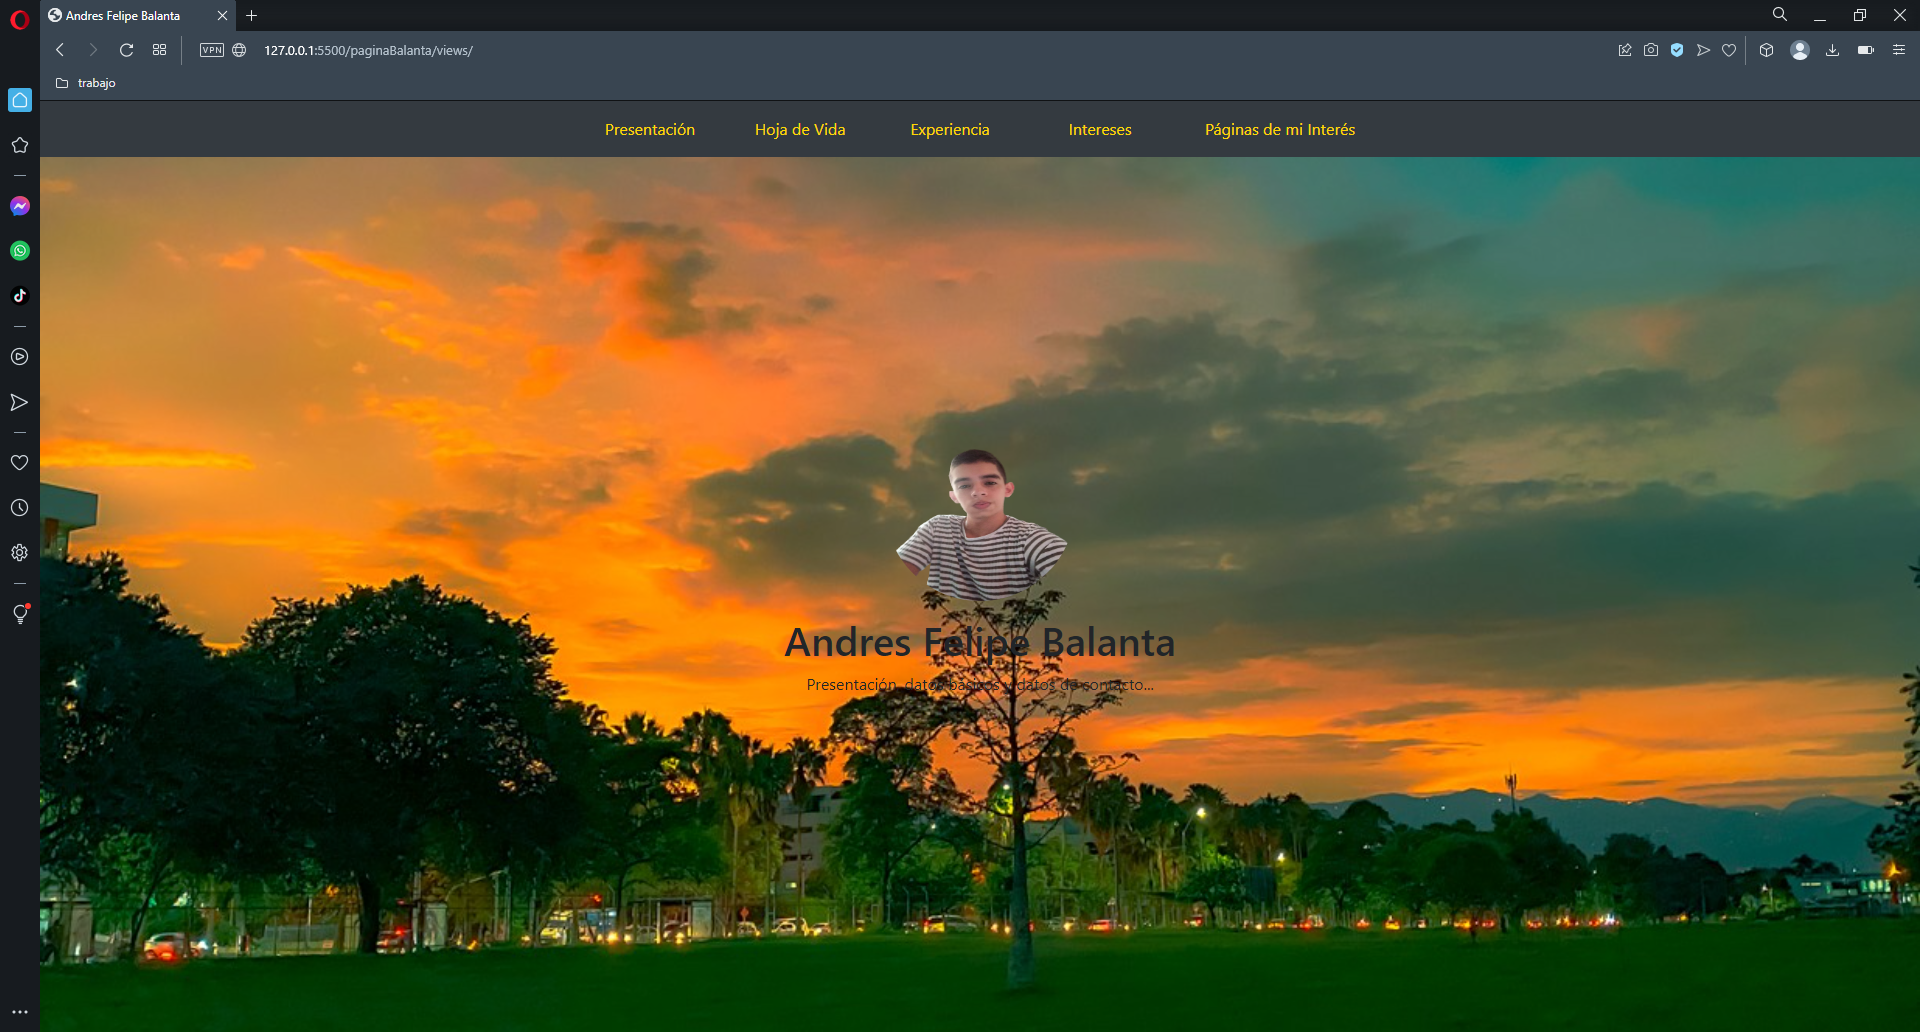 Andres Felipe Balanta
VPN 127.0.0.1:5500/paginaBalanta/views/
trabajo
Presentación Hoja de Vida Experiencia Intereses Páginas de mi Interés
Andres Felipe Balanta
Presentación, datos básicos y datos de contacto...